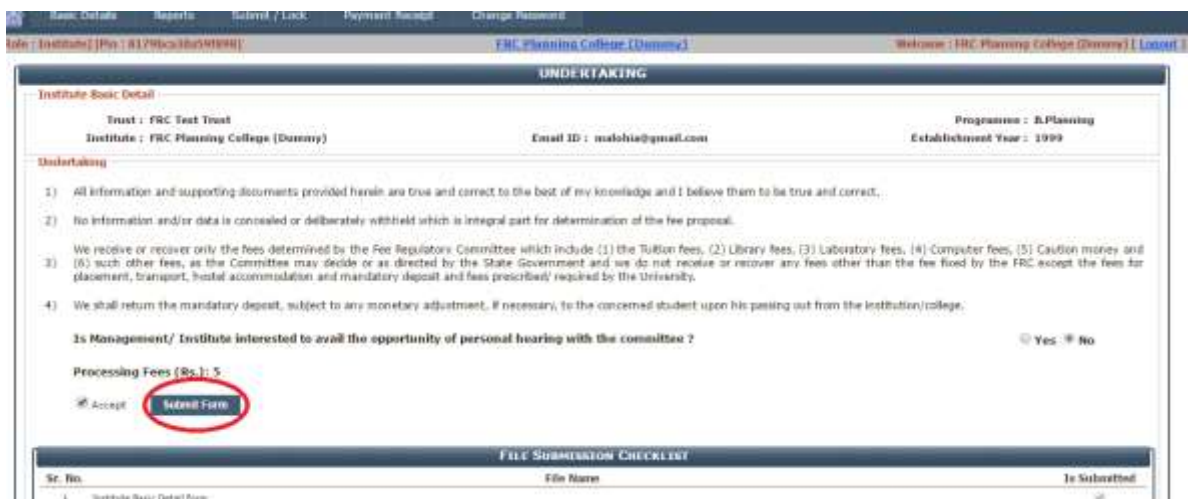 Basic Details Reports Submit / Lock Payment Receipt Change Password
Role : Institute] [Pin : FRC Planning College (Dummy) Welcome : FRC Planning College (Dummy) [ Logout ]
UNDERTAKING
Institute Basic Detail
Trust : FRC Test Trust Programme : B.Planning
Institute : FRC Planning College (Dummy) Email ID : malohia@gmail.com Establishment Year : 1999
Undertaking
1) All information and supporting documents provided herein are true and correct to the best of my knowledge and I believe them to be true and correct.
2) No information and/or data is concealed or deliberately withheld which is integral part for determination of the fee proposal.
We receive or recover only the fees determined by the Fee Regulatory Committee which include (1) the Tuition fees, (2) Library fees, (3) Laboratory fees, (4) Computer fees, (5) Caution money and
3) (6) such other fees, as the Committee may decide or as directed by the State Government and we do not receive or recover any fees other than the fee fixed by the FRC except the fees for
placement, transport, hostel accommodation and mandatory deposit and fees prescribed/ required by the University.
4) We shall return the mandatory deposit, subject to any monetary adjustment, if necessary, to the concerned student upon his passing out from the institution/college.
Is Management/ Institute interested to avail the opportunity of personal hearing with the committee ? Yes No
Processing Fees (Rs.): 5
Accept Submit Form
FILE SUBMISSION CHECKLIST
Sr. No. File Name Is Submitted
1 Institute Basic Detail Form